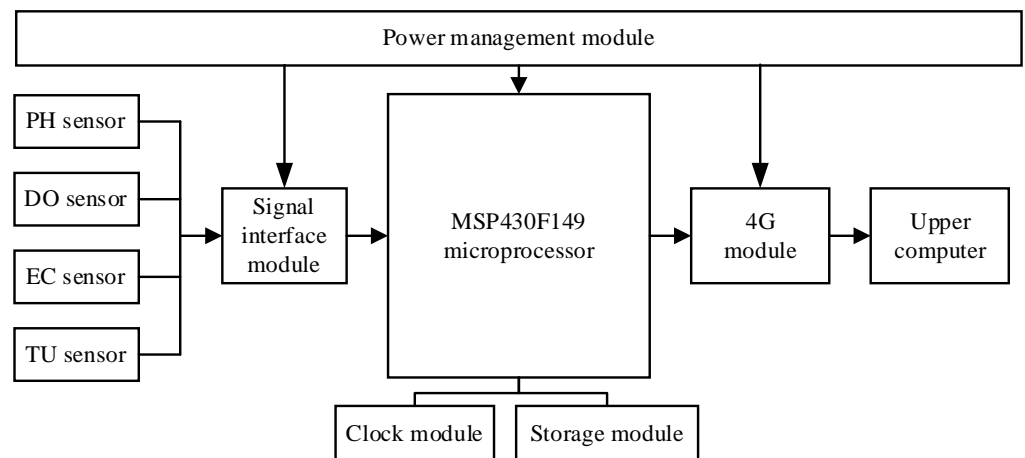 Power management module
PH sensor
DO sensor
EC sensor
TU sensor
Signal
interface
module
MSP430F149
microprocessor
4G
module
Upper
computer
Clock module
Storage module